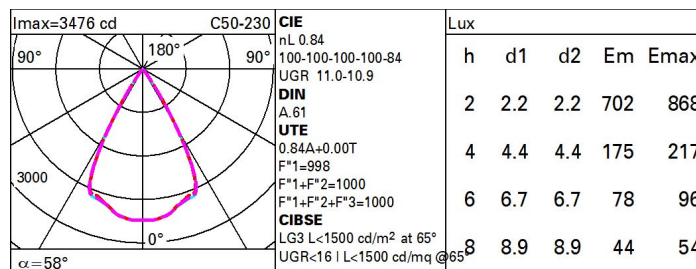 Imax=3476 cd C50-230
90° 180° 90°
3000
0°
α=58°
CIE
nL 0.84
100-100-100-100-84
UGR 11.0-10.9
DIN
A.61
UTE
0.84A+0.00T
F"1=998
F"1+F"2=1000
F"1+F"2+F"3=1000
CIBSE
LG3 L<1500 cd/m² at 65°
UGR<16 | L<1500 cd/mq @65°
Lux
h d1 d2 Em Emax
2 2.2 2.2 702 868
4 4.4 4.4 175 217
6 6.7 6.7 78 96
8 8.9 8.9 44 54